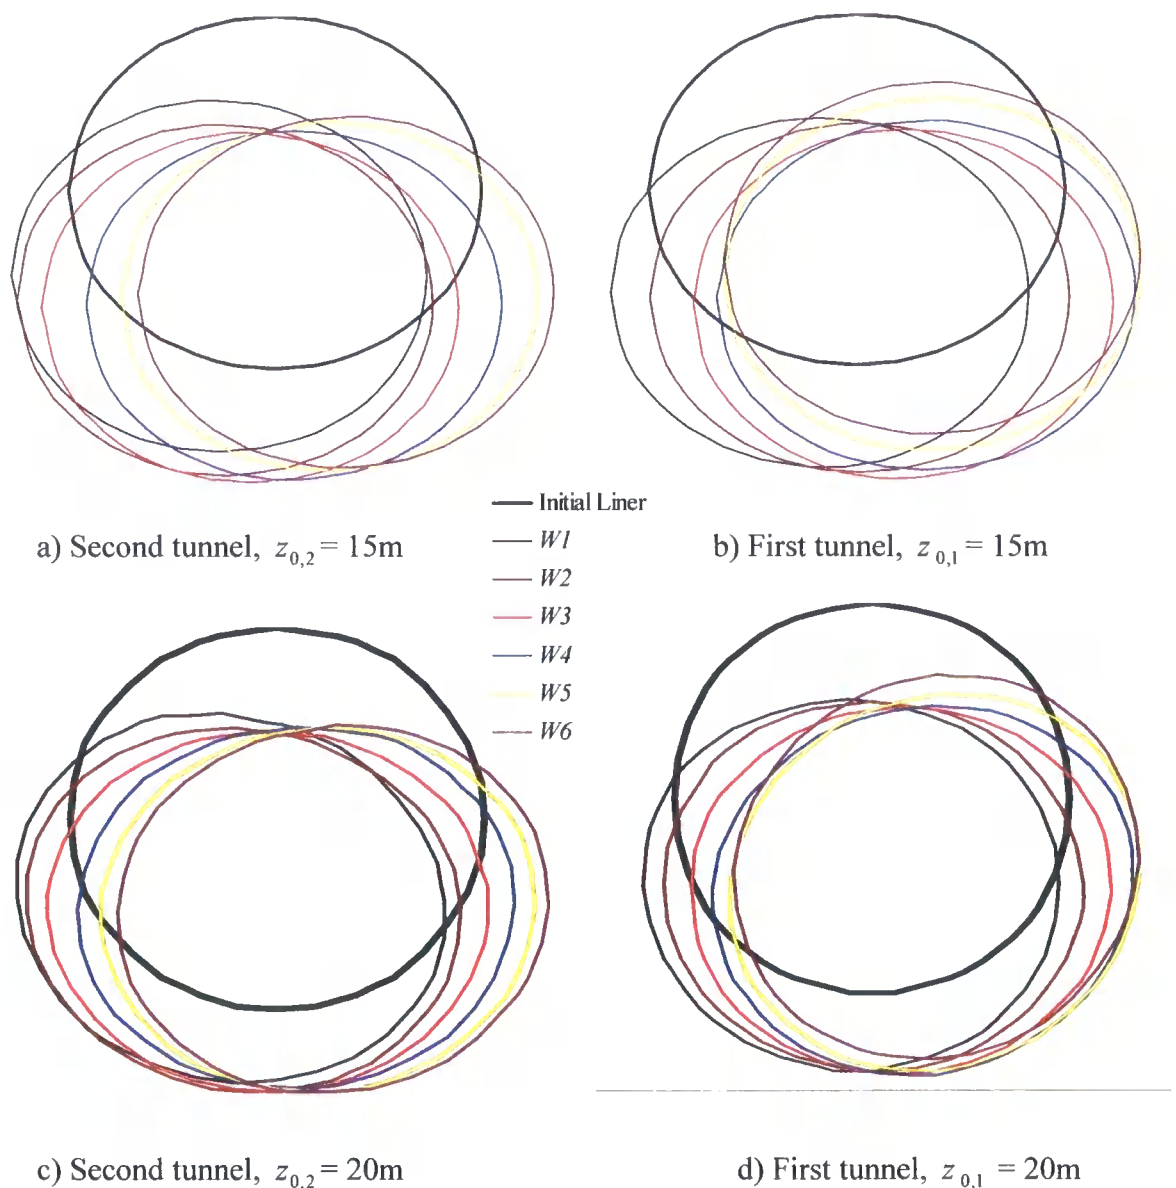 Initial Liner
a) Second tunnel, z₀,₂ = 15m
W1
b) First tunnel, z₀,₁ = 15m
W2
W3
W4
W5
W6
c) Second tunnel, z₀,₂ = 20m
d) First tunnel, z₀,₁ = 20m